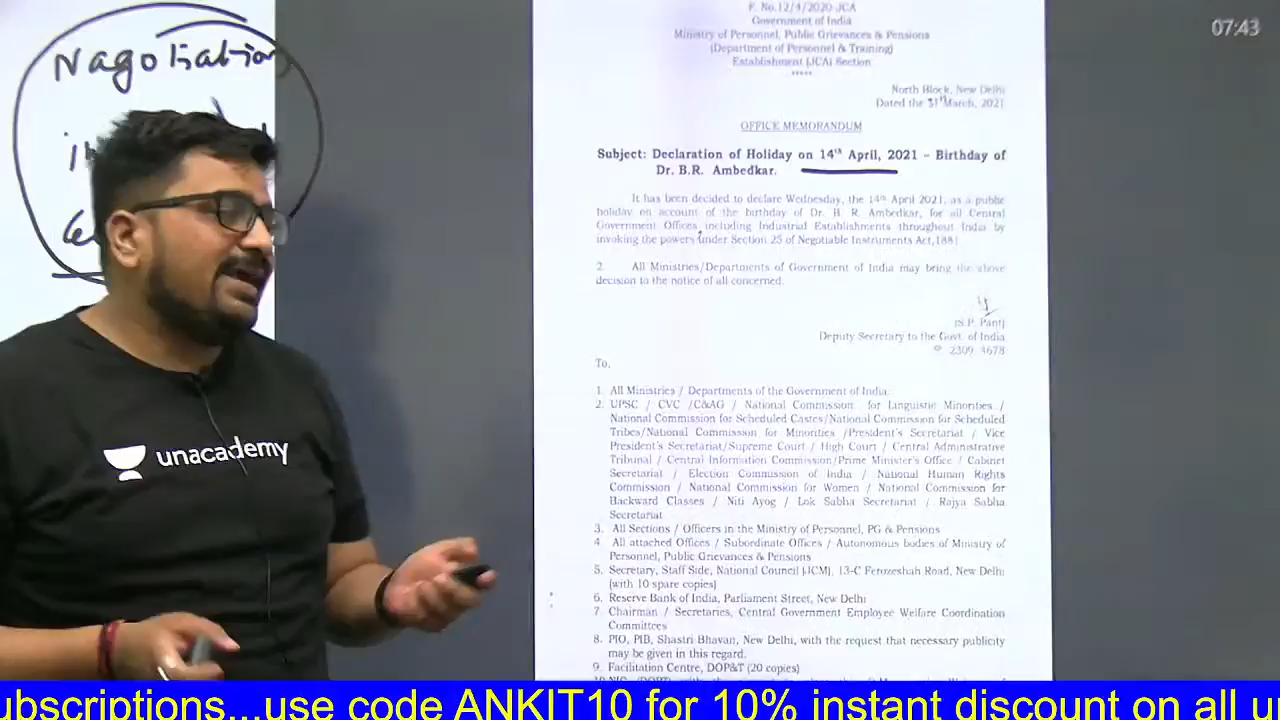 07:43
Nagotiation
F. No.12/4/2020-JCA
Government of India
Ministry of Personnel, Public Grievances & Pensions
(Department of Personnel & Training)
Establishment (JCA) Section
*****
North Block, New Delhi
Dated the 31st March, 2021
OFFICE MEMORANDUM
Subject: Declaration of Holiday on 14th April, 2021 – Birthday of
Dr. B.R. Ambedkar.
It has been decided to declare Wednesday, the 14th April 2021, as a public
holiday on account of the birthday of Dr. B. R. Ambedkar, for all Central
Government Offices including Industrial Establishments throughout India by
invoking the powers under Section 25 of Negotiable Instruments Act, 1881
2. All Ministries/Departments of Government of India may bring the above
decision to the notice of all concerned.
(S.P. Pant)
Deputy Secretary to the Govt. of India
2309 4678
To,
1. All Ministries / Departments of the Government of India.
2. UPSC / CVC /C&AG / National Commission for Linguistic Minorities /
National Commission for Scheduled Castes/National Commission for Scheduled
Tribes/National Commission for Minorities /President's Secretariat / Vice
President's Secretariat/Supreme Court / High Court / Central Administrative
Tribunal / Central Information Commission/Prime Minister's Office / Cabinet
Secretariat / Election Commission of India / National Human Rights
Commission / National Commission for Women / National Commission for
Backward Classes / Niti Ayog / Lok Sabha Secretariat / Rajya Sabha
Secretariat
3. All Sections / Officers in the Ministry of Personnel, PG & Pensions
4. All attached Offices / Subordinate Offices / Autonomous bodies of Ministry of
Personnel, Public Grievances & Pensions
5. Secretary, Staff Side, National Council (JCM), 13-C Ferozeshah Road, New Delhi
(with 10 spare copies)
6. Reserve Bank of India, Parliament Street, New Delhi
7. Chairman / Secretaries, Central Government Employee Welfare Coordination
Committees
8. PIO, PIB, Shastri Bhavan, New Delhi, with the request that necessary publicity
may be given in this regard.
9. Facilitation Centre, DOP&T (20 copies)
unacademy
ubscriptions...use code ANKIT10 for 10% instant discount on all u